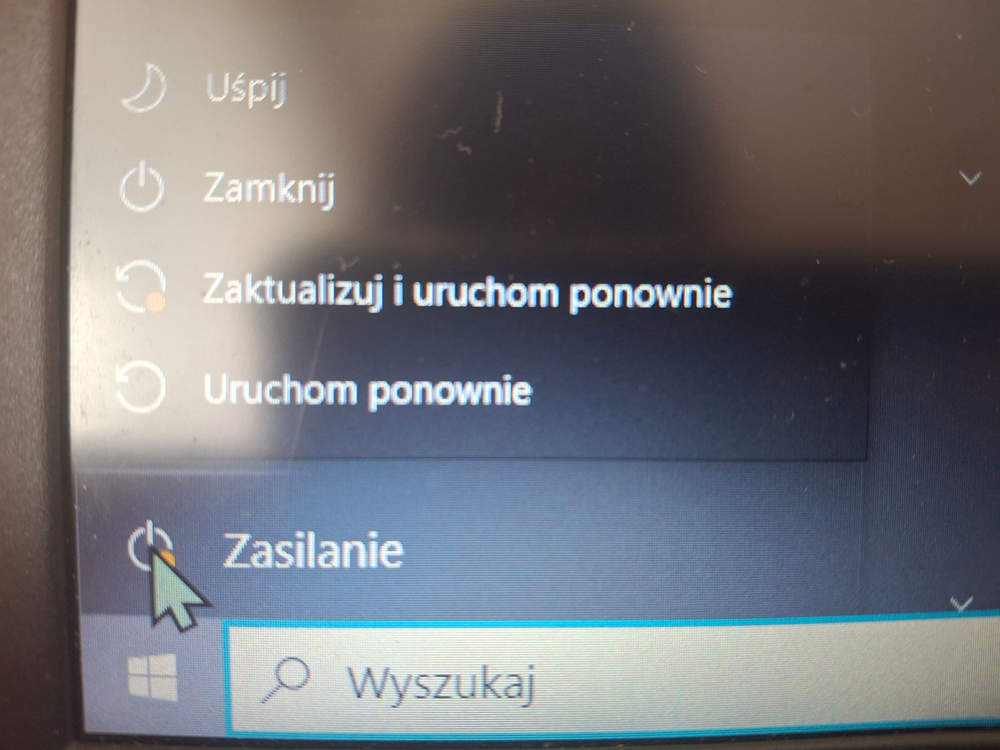 Uśpij
Zamknij
Zaktualizuj i uruchom ponownie
Uruchom ponownie
Zasilanie
Wyszukaj